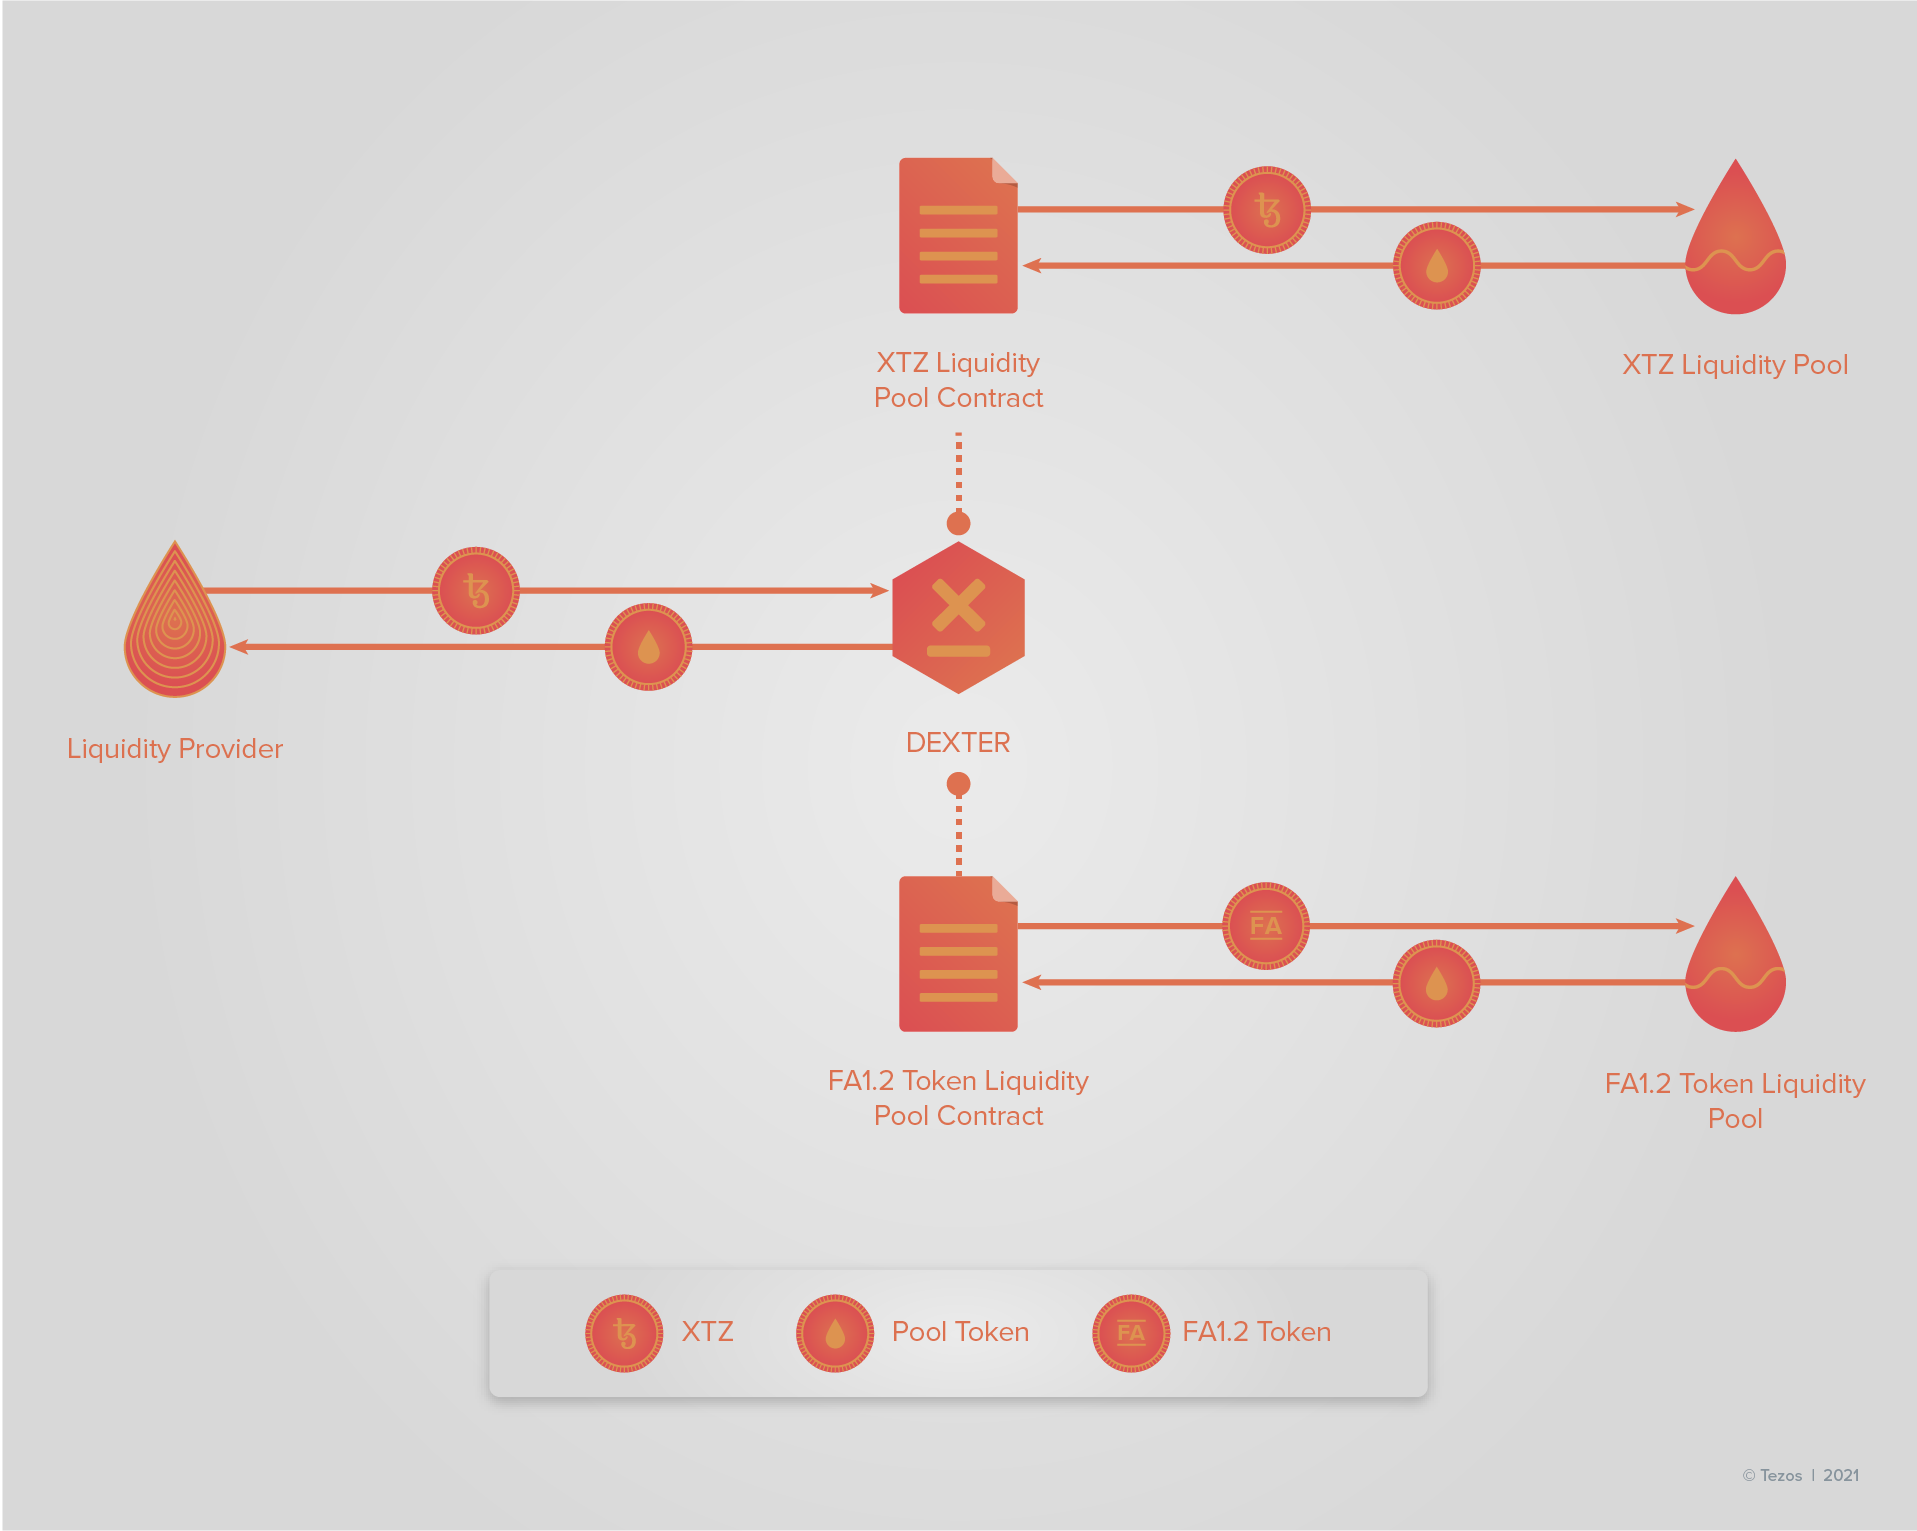 ꜩ
XTZ Liquidity
Pool Contract
XTZ Liquidity Pool
ꜩ
Liquidity Provider
DEXTER
FA
FA1.2 Token Liquidity
Pool Contract
FA1.2 Token Liquidity
Pool
ꜩ XTZ
Pool Token
FA FA1.2 Token
© Tezos | 2021